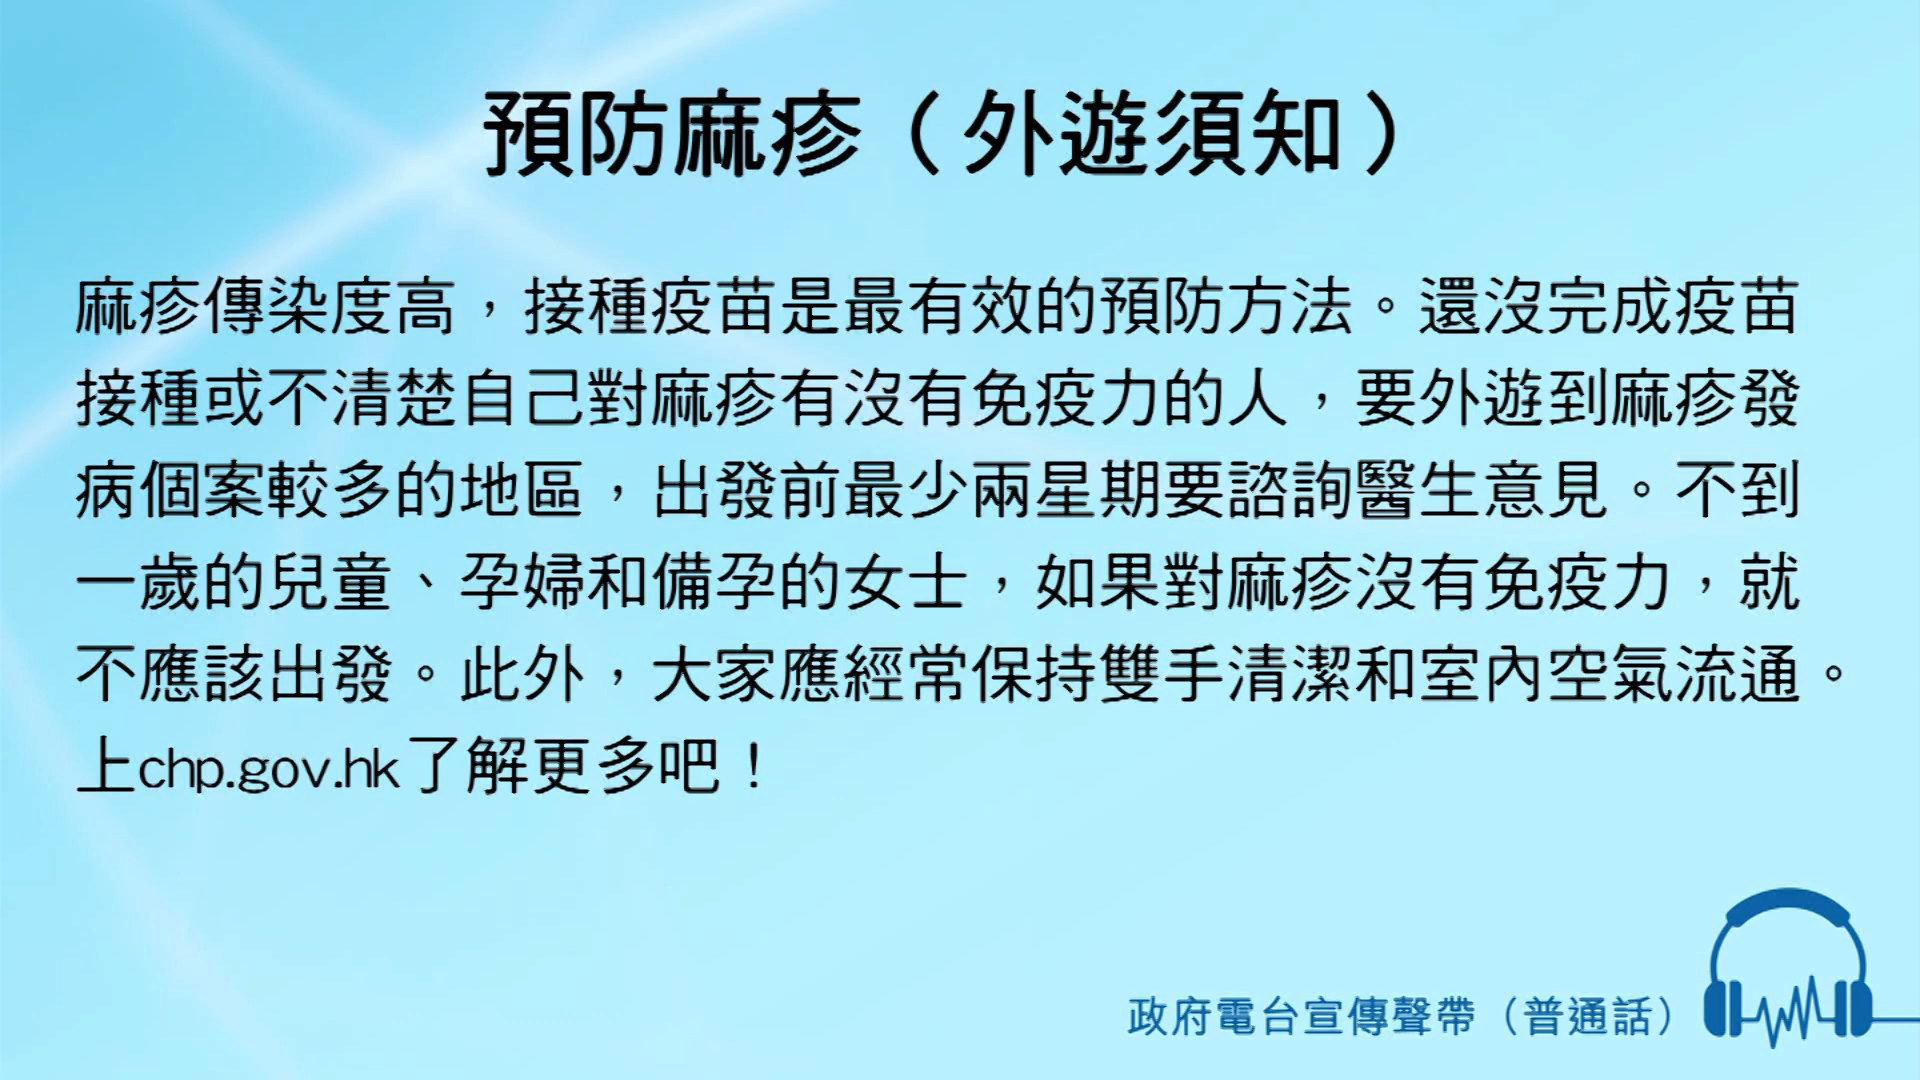 預防麻疹（外遊須知）
麻疹傳染度高，接種疫苗是最有效的預防方法。還沒完成疫苗
接種或不清楚自己對麻疹有沒有免疫力的人，要外遊到麻疹發
病個案較多的地區，出發前最少兩星期要諮詢醫生意見。不到
一歲的兒童、孕婦和備孕的女士，如果對麻疹沒有免疫力，就
不應該出發。此外，大家應經常保持雙手清潔和室內空氣流通。
上chp.gov.hk了解更多吧！
政府電台宣傳聲帶（普通話）